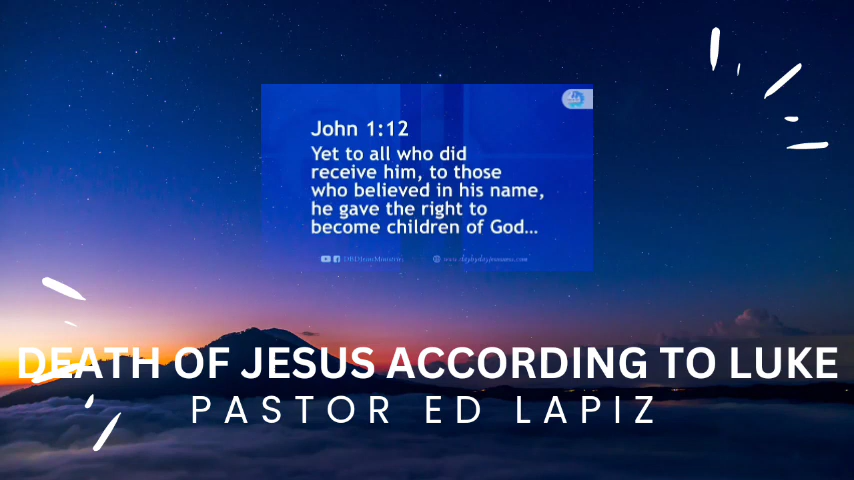 John 1:12
Yet to all who did
receive him, to those
who believed in his name,
he gave the right to
become children of God...
DEATH OF JESUS ACCORDING TO LUKE
PASTOR ED LAPIZ